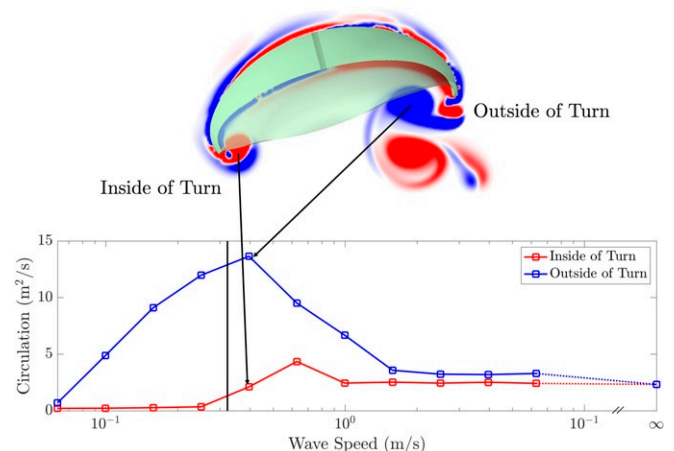 Outside of Turn
Inside of Turn
Circulation (m²/s)
15
10
5
0
Inside of Turn
Outside of Turn
10⁻¹
10⁰
10⁻¹
∞
Wave Speed (m/s)